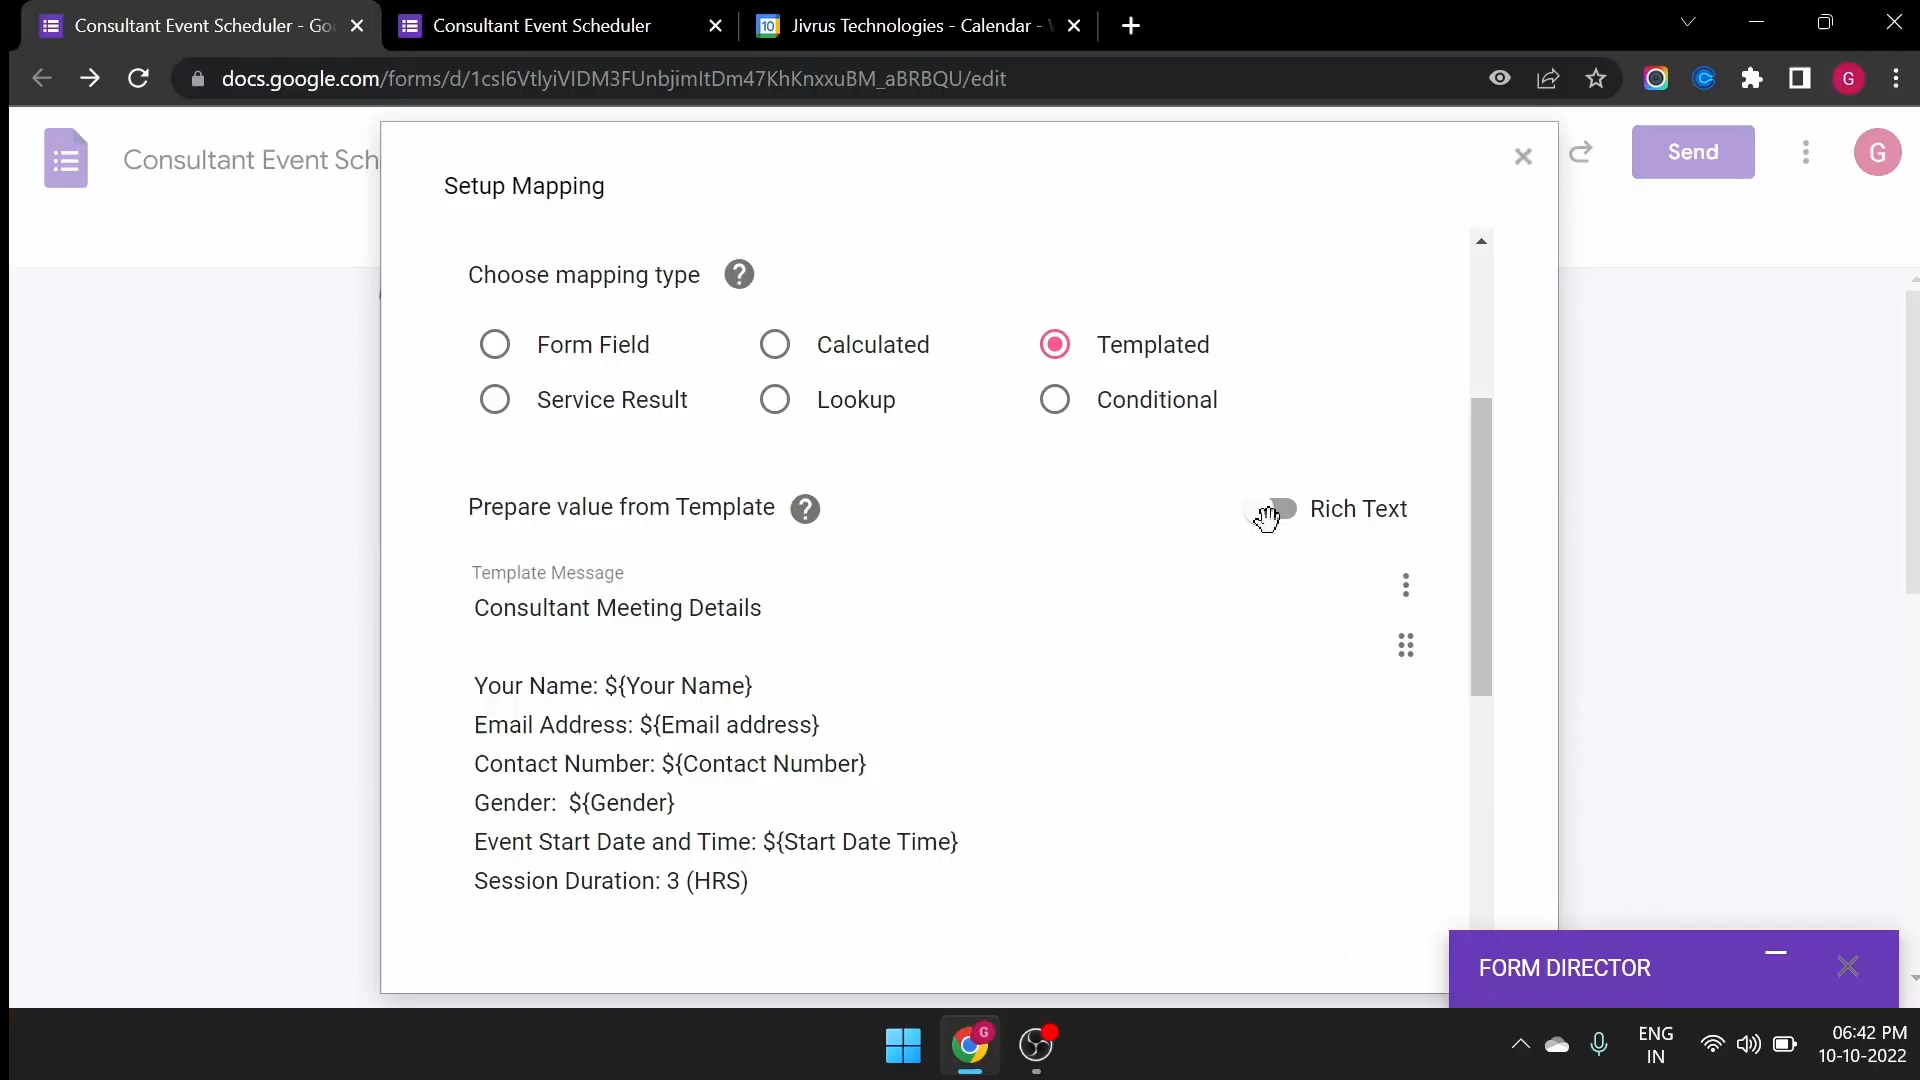 Consultant Event Scheduler - Go
Consultant Event Scheduler
10
Jivrus Technologies - Calendar -
docs.google.com/forms/d/1csI6VtlyiVIDM3FUnbjimItDm47KhKnxxuBM_aBRBQU/edit
G
Consultant Event Sch
Send
G
Setup Mapping
Choose mapping type ?
Form Field
Calculated
Templated
Service Result
Lookup
Conditional
Prepare value from Template ?
Rich Text
Template Message
Consultant Meeting Details
Your Name: ${Your Name}
Email Address: ${Email address}
Contact Number: ${Contact Number}
Gender:  ${Gender}
Event Start Date and Time: ${Start Date Time}
Session Duration: 3 (HRS)
FORM DIRECTOR
G
ENG
IN
06:42 PM
10-10-2022